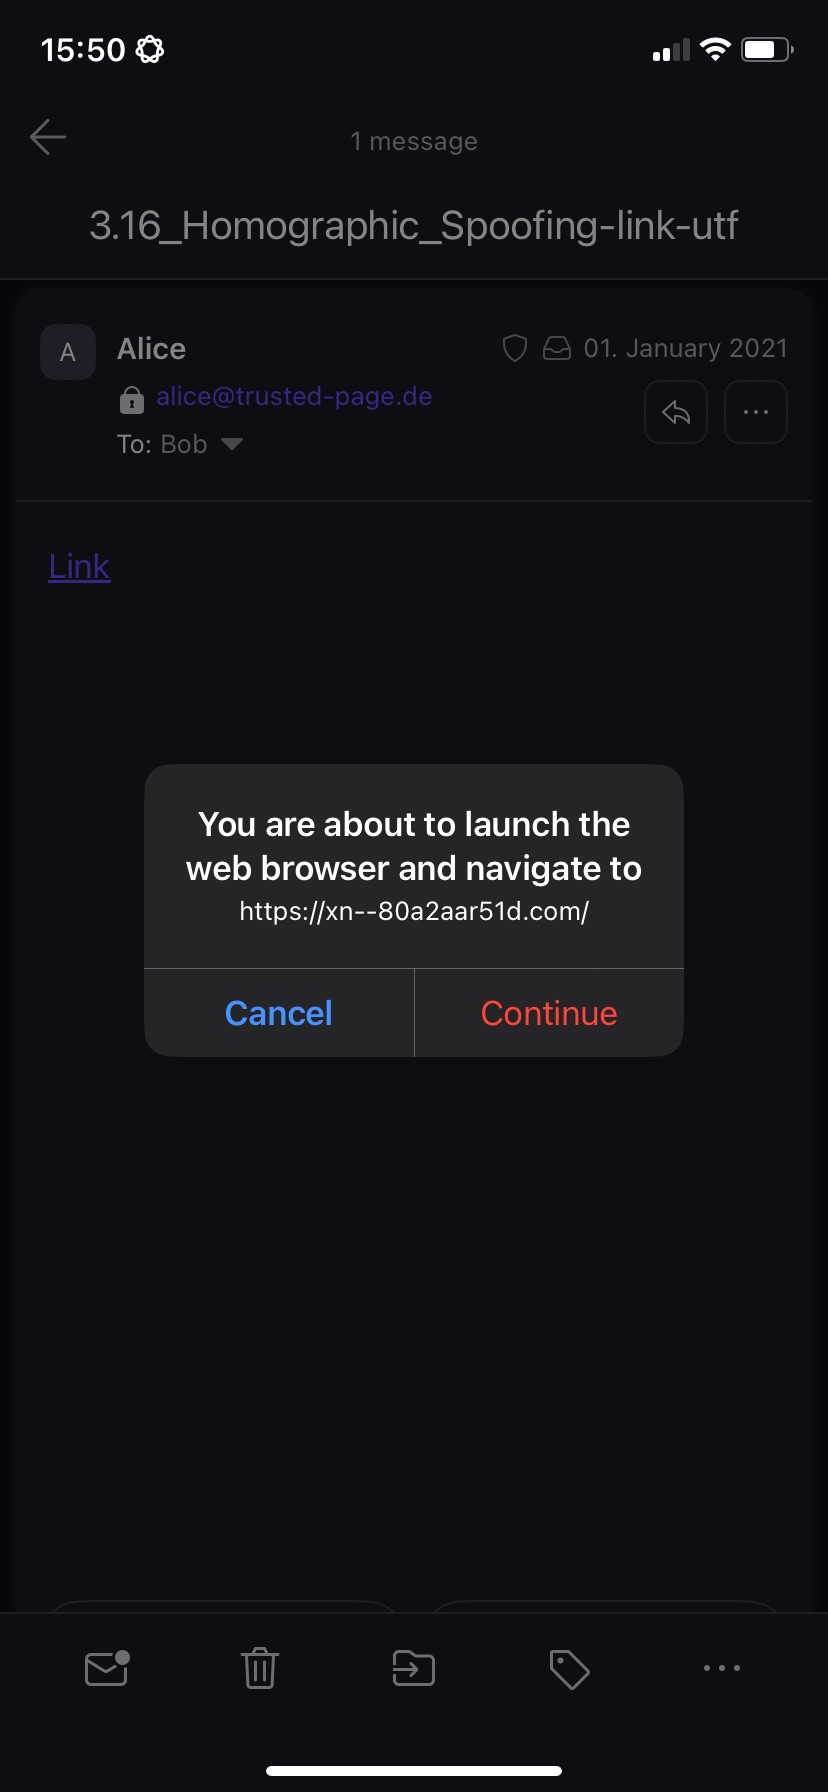 15:50
1 message
3.16_Homographic_Spoofing-link-utf
A
Alice
01. January 2021
alice@trusted-page.de
To: Bob
Link
You are about to launch the
web browser and navigate to
https://xn--80a2aar51d.com/
Cancel
Continue